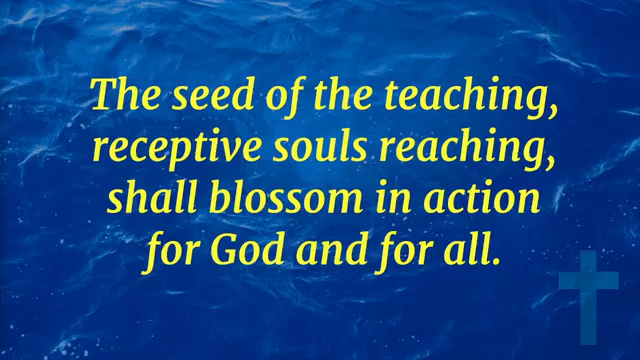 The seed of the teaching,
receptive souls reaching,
shall blossom in action
for God and for all.